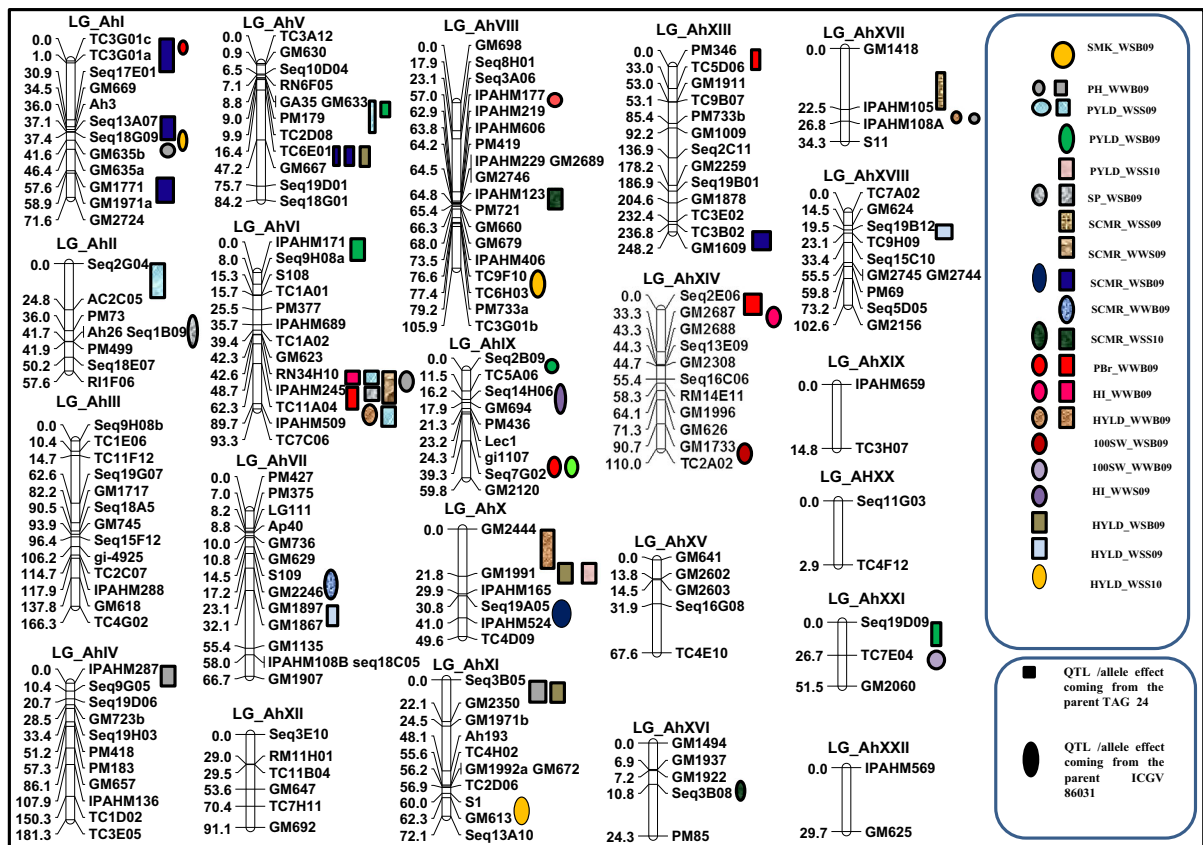 LG_AhI
0.0 TC3G01c
1.0 TC3G01a
30.9 Seq17E01
34.5 GM669
36.0 Ah3
37.1 Seq13A07
37.4 Seq18G09
41.6 GM635b
46.4 GM635a
57.6 GM1771
58.9 GM1971a
71.6 GM2724
LG_AhII
0.0 Seq2G04
24.8 AC2C05
36.0 PM73
41.7 Ah26 Seq1B09
41.9 PM499
50.2 Seq18E07
57.6 RI1F06
LG_AhIII
0.0 Seq9H08b
10.4 TC1E06
14.7 TC11F12
62.6 Seq19G07
82.2 GM1717
90.5 Seq18A5
93.9 GM745
96.4 Seq15F12
106.2 gi-4925
114.7 TC2C07
117.9 IPAHM288
137.8 GM618
166.3 TC4G02
LG_AhIV
0.0 IPAHM287
10.4 Seq9G05
20.7 Seq19D06
28.5 GM723b
33.4 Seq19H03
51.2 PM418
57.3 PM183
86.1 GM657
107.9 IPAHM136
150.3 TC1D02
181.3 TC3E05
LG_AhV
0.0 TC3A12
0.9 GM630
6.5 Seq10D04
7.1 RN6F05
8.8 GA35 GM633
9.0 PM179
9.9 TC2D08
16.4 TC6E01
47.2 GM667
75.7 Seq19D01
84.2 Seq18G01
LG_AhVI
0.0 IPAHM171
8.0 Seq9H08a
15.3 S108
15.7 TC1A01
25.5 PM377
35.7 IPAHM689
39.4 TC1A02
42.3 GM623
42.6 RN34H10
48.7 IPAHM245
62.3 TC11A04
89.7 IPAHM509
93.3 TC7C06
LG_AhVII
0.0 PM427
7.0 PM375
8.2 LG111
8.8 Ap40
10.0 GM736
10.8 GM629
14.5 S109
17.2 GM2246
23.1 GM1897
32.1 GM1867
55.4 GM1135
58.0 IPAHM108B seq18C05
66.7 GM1907
LG_AhXII
0.0 Seq3E10
29.0 RM11H01
29.5 TC11B04
53.6 GM647
70.4 TC7H11
91.1 GM692
LG_AhVIII
0.0 GM698
17.9 Seq8H01
23.1 Seq3A06
57.0 IPAHM177
62.9 IPAHM219
63.8 IPAHM606
64.2 PM419
64.5 IPAHM229 GM2689
GM2746
64.8 IPAHM123
65.4 PM721
66.3 GM660
68.0 GM679
73.5 IPAHM406
76.6 TC9F10
77.4 TC6H03
79.2 PM733a
105.9 TC3G01b
LG_AhIX
0.0 Seq2B09
11.5 TC5A06
16.2 Seq14H06
17.9 GM694
21.3 PM436
23.2 Lec1
24.3 gi1107
39.3 Seq7G02
59.8 GM2120
LG_AhX
0.0 GM2444
21.8 GM1991
29.9 IPAHM165
30.8 Seq19A05
41.0 IPAHM524
49.6 TC4D09
LG_AhXI
0.0 Seq3B05
22.1 GM2350
24.5 GM1971b
48.1 Ah193
55.6 TC4H02
56.2 GM1992a GM672
56.9 TC2D06
60.0 S1
62.3 GM613
72.1 Seq13A10
LG_AhXIII
0.0 PM346
33.0 TC5D06
53.0 GM1911
53.1 TC9B07
85.4 PM733b
92.2 GM1009
136.9 Seq2C11
178.2 GM2259
186.9 Seq19B01
204.6 GM1878
232.4 TC3E02
236.8 TC3B02
248.2 GM1609
LG_AhXIV
0.0 Seq2E06
33.3 GM2687
43.3 GM2688
44.3 Seq13E09
44.7 GM2308
55.4 Seq16C06
58.3 RM14E11
64.1 GM1996
71.2 GM626
90.7 GM1733
110.0 TC2A02
LG_AhXV
0.0 GM641
13.8 GM2602
14.5 GM2603
31.9 Seq16G08
67.6 TC4E10
LG_AhXVI
0.0 GM1494
6.9 GM1937
7.2 GM1922
10.8 Seq3B08
24.3 PM85
LG_AhXVII
0.0 GM1418
22.5 IPAHM105
26.8 IPAHM108A
34.3 S11
LG_AhXVIII
0.0 TC7A02
14.5 GM624
19.5 Seq19B12
23.1 TC9H09
33.4 Seq15C10
55.5 GM2745 GM2744
59.8 PM69
73.2 Seq5D05
102.6 GM2156
LG_AhXIX
0.0 IPAHM659
14.8 TC3H07
LG_AHXX
0.0 Seq11G03
2.9 TC4F12
LG_AhXXI
0.0 Seq19D09
26.7 TC7E04
51.5 GM2060
LG_AhXXII
0.0 IPAHM569
29.7 GM625
SMK_WSB09
PH_WWB09
PYLD_WSS09
PYLD_WSB09
PYLD_WSS10
SP_WSB09
SCMR_WSS09
SCMR_WWS09
SCMR_WSB09
SCMR_WWB09
SCMR_WSS10
PBr_WWB09
HI_WWB09
HYLD_WWB09
100SW_WSB09
100SW_WWB09
HI_WWS09
HYLD_WSB09
HYLD_WSS09
HYLD_WSS10
QTL /allele effect
coming from the
parent TAG 24
QTL /allele effect
coming from the
parent ICGV
86031